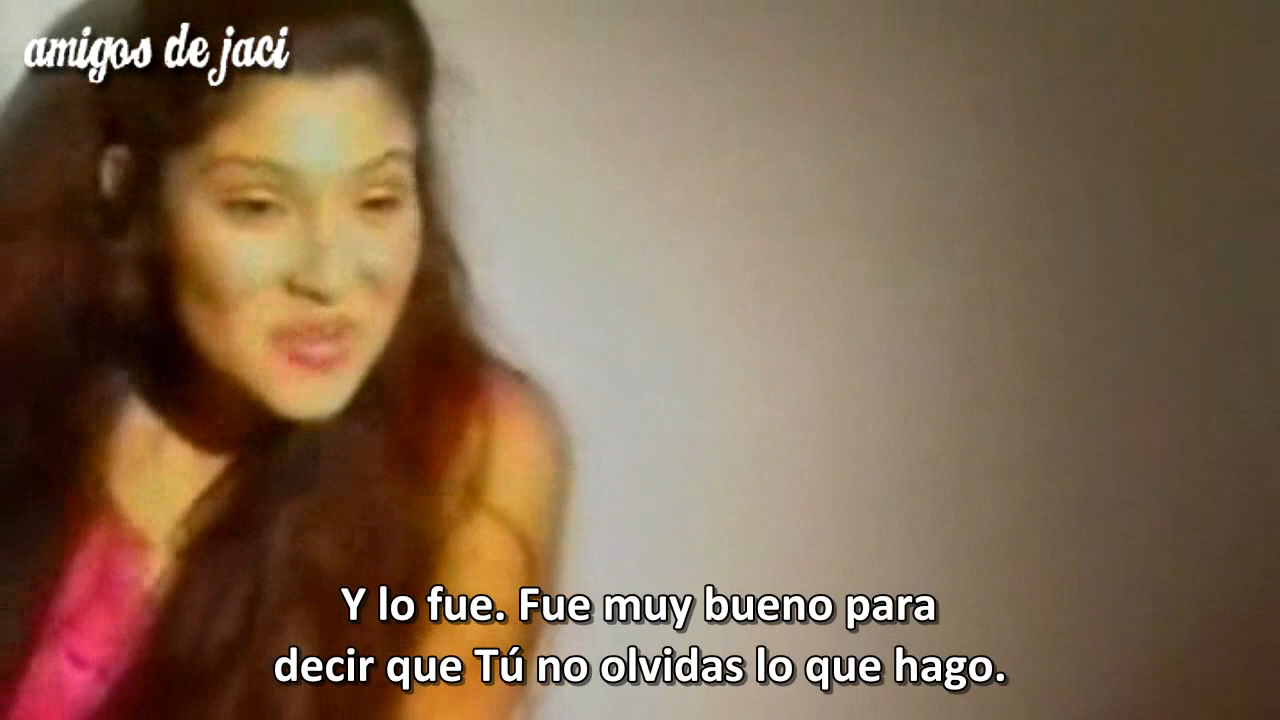 amigos de jaci
Y lo fue. Fue muy bueno para
decir que Tú no olvidas lo que hago.